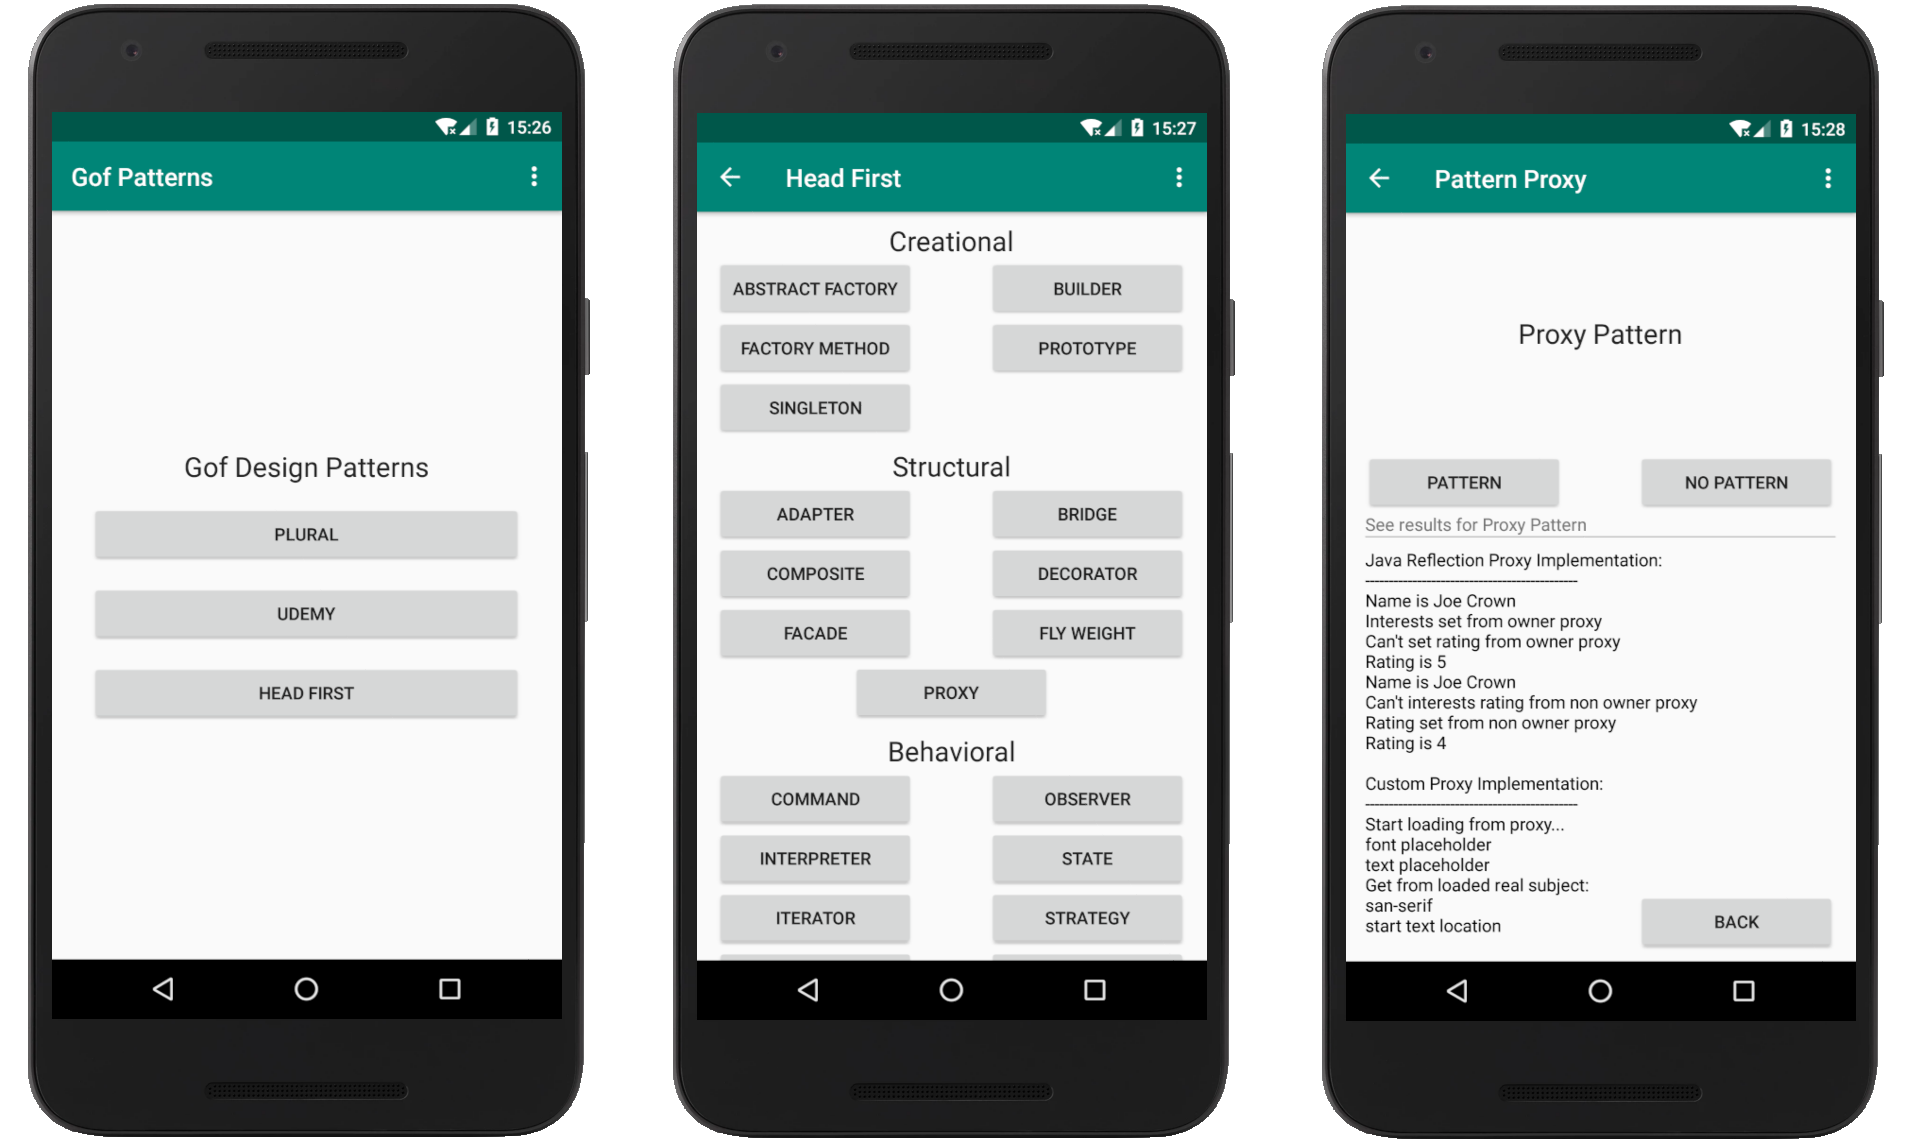 15:26
Gof Patterns
Gof Design Patterns
PLURAL
UDEMY
HEAD FIRST
15:27
Head First
Creational
ABSTRACT FACTORY
BUILDER
FACTORY METHOD
PROTOTYPE
SINGLETON
Structural
ADAPTER
BRIDGE
COMPOSITE
DECORATOR
FACADE
FLY WEIGHT
PROXY
Behavioral
COMMAND
OBSERVER
INTERPRETER
STATE
ITERATOR
STRATEGY
15:28
Pattern Proxy
Proxy Pattern
PATTERN
NO PATTERN
See results for Proxy Pattern
Java Reflection Proxy Implementation:
---------------------------------------------
Name is Joe Crown
Interests set from owner proxy
Can't set rating from owner proxy
Rating is 5
Name is Joe Crown
Can't interests rating from non owner proxy
Rating set from non owner proxy
Rating is 4
Custom Proxy Implementation:
---------------------------------------------
Start loading from proxy...
font placeholder
text placeholder
Get from loaded real subject:
san-serif
start text location
BACK